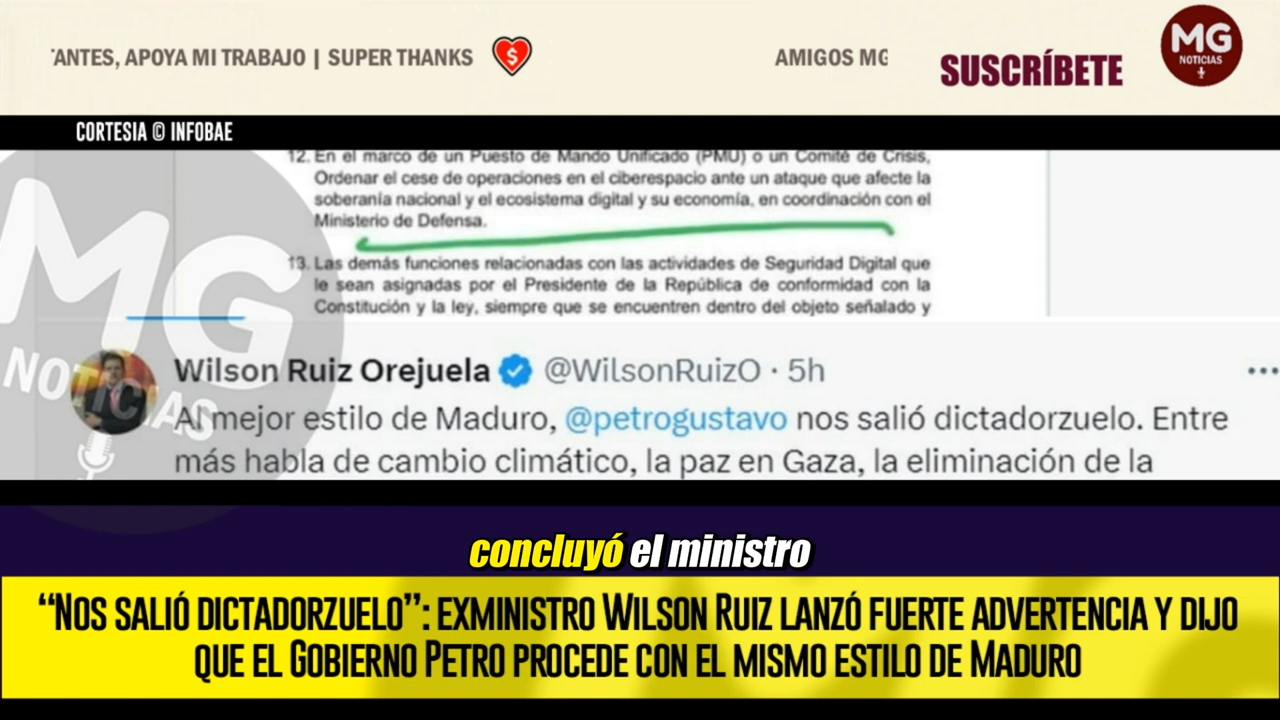 TANTES, APOYA MI TRABAJO | SUPER THANKS
AMIGOS MG
SUSCRÍBETE
MG
NOTICIAS
CORTESIA © INFOBAE
12. En el marco de un Puesto de Mando Unificado (PMU) o un Comité de Crisis,
Ordenar el cese de operaciones en el ciberespacio ante un ataque que afecte la
soberanía nacional y el ecosistema digital y su economía, en coordinación con el
Ministerio de Defensa.
13. Las demás funciones relacionadas con las actividades de Seguridad Digital que
le sean asignadas por el Presidente de la República de conformidad con la
Constitución y la ley, siempre que se encuentren dentro del objeto señalado y
MG
NOTICIAS
Wilson Ruiz Orejuela @WilsonRuizO · 5h
Al mejor estilo de Maduro, @petrogustavo nos salió dictadorzuelo. Entre
más habla de cambio climático, la paz en Gaza, la eliminación de la
concluyó el ministro
“NOS SALIÓ DICTADORZUELO”: EXMINISTRO WILSON RUIZ LANZÓ FUERTE ADVERTENCIA Y DIJO
QUE EL GOBIERNO PETRO PROCEDE CON EL MISMO ESTILO DE MADURO